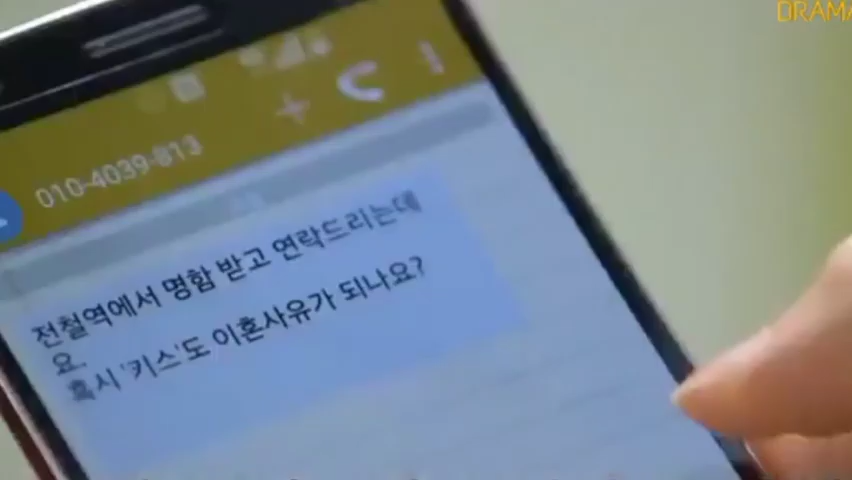 DRAMA
010-4039-813
전철역에서 명함 받고 연락드리는데
요.
혹시 '키스'도 이혼사유가 되나요?